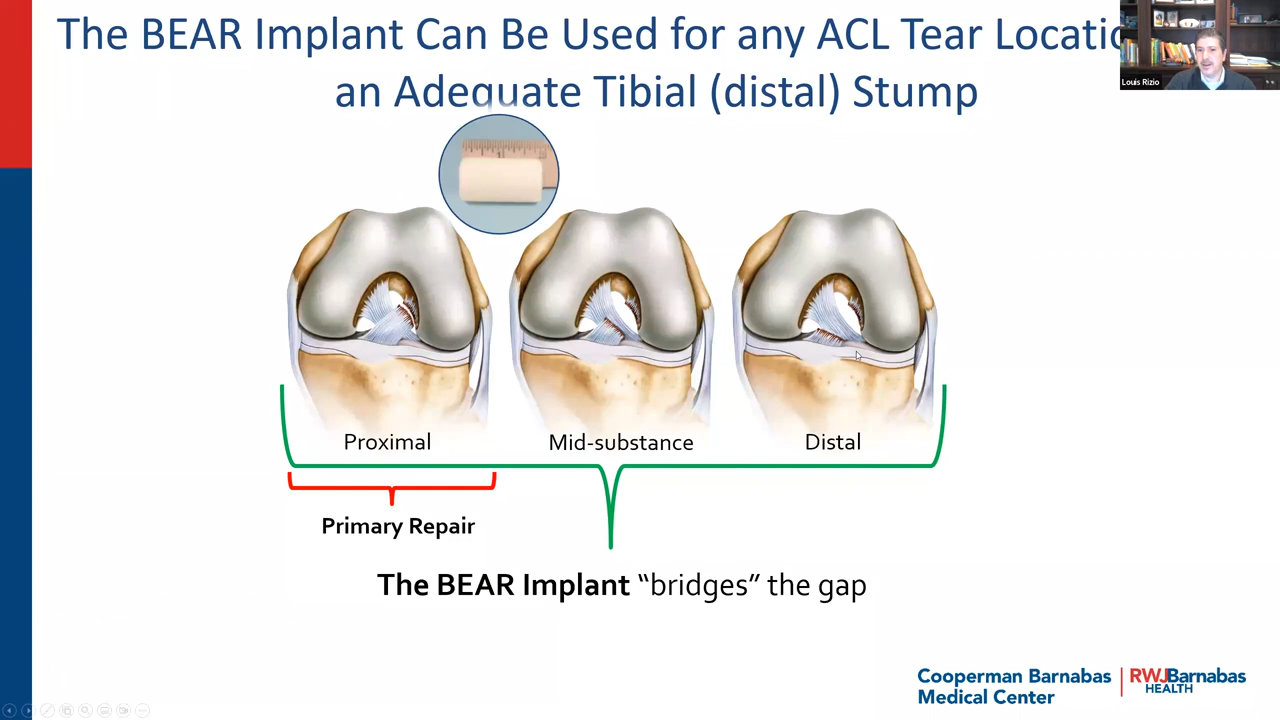 The BEAR Implant Can Be Used for any ACL Tear
an Adequate Tibial (distal) Stump
Louis Rizio
1
Proximal
Mid-substance
Distal
Primary Repair
The BEAR Implant “bridges” the gap
Cooperman Barnabas
Medical Center
RWJBarnabas
HEALTH